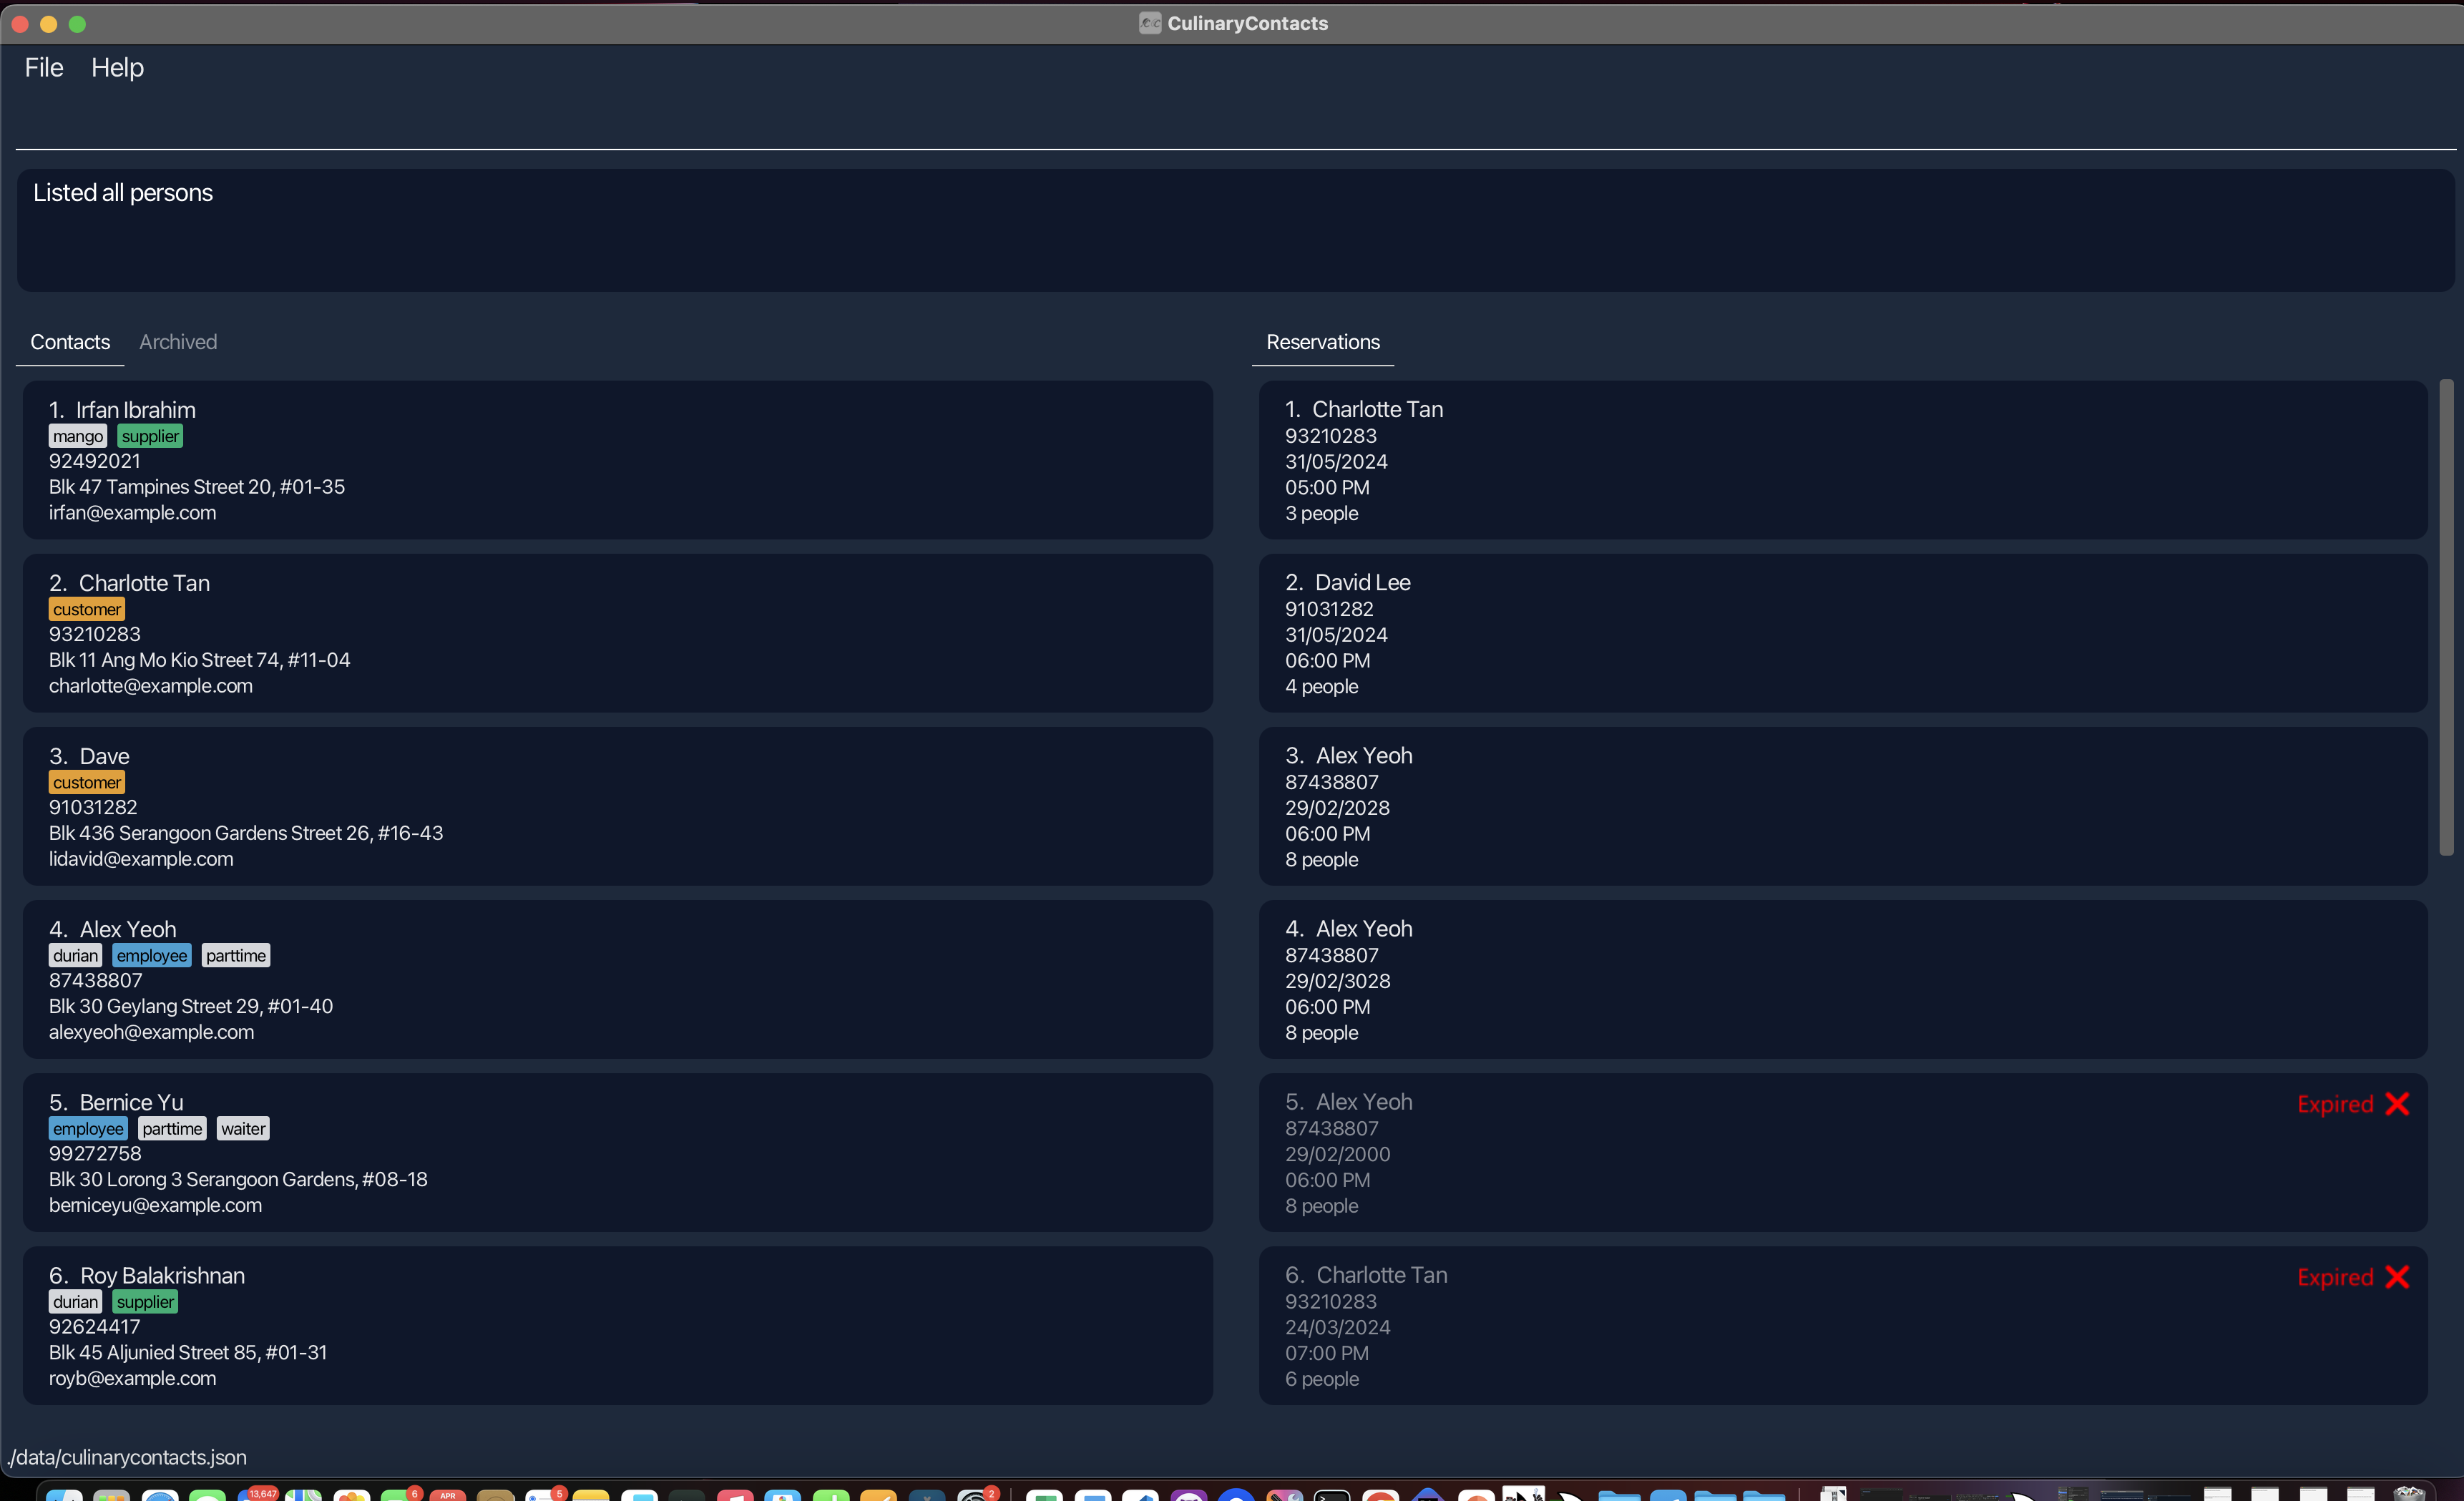 CulinaryContacts
File Help
Listed all persons
Contacts Archived
1. Irfan Ibrahim
mango supplier
92492021
Blk 47 Tampines Street 20, #01-35
irfan@example.com
2. Charlotte Tan
customer
93210283
Blk 11 Ang Mo Kio Street 74, #11-04
charlotte@example.com
3. Dave
customer
91031282
Blk 436 Serangoon Gardens Street 26, #16-43
lidavid@example.com
4. Alex Yeoh
durian employee parttime
87438807
Blk 30 Geylang Street 29, #01-40
alexyeoh@example.com
5. Bernice Yu
employee parttime waiter
99272758
Blk 30 Lorong 3 Serangoon Gardens, #08-18
berniceyu@example.com
6. Roy Balakrishnan
durian supplier
92624417
Blk 45 Aljunied Street 85, #01-31
royb@example.com
Reservations
1. Charlotte Tan
93210283
31/05/2024
05:00 PM
3 people
2. David Lee
91031282
31/05/2024
06:00 PM
4 people
3. Alex Yeoh
87438807
29/02/2028
06:00 PM
8 people
4. Alex Yeoh
87438807
29/02/3028
06:00 PM
8 people
5. Alex Yeoh
Expired
87438807
29/02/2000
06:00 PM
8 people
6. Charlotte Tan
Expired
93210283
24/03/2024
07:00 PM
6 people
./data/culinarycontacts.json
13,647 6 APR 5 2